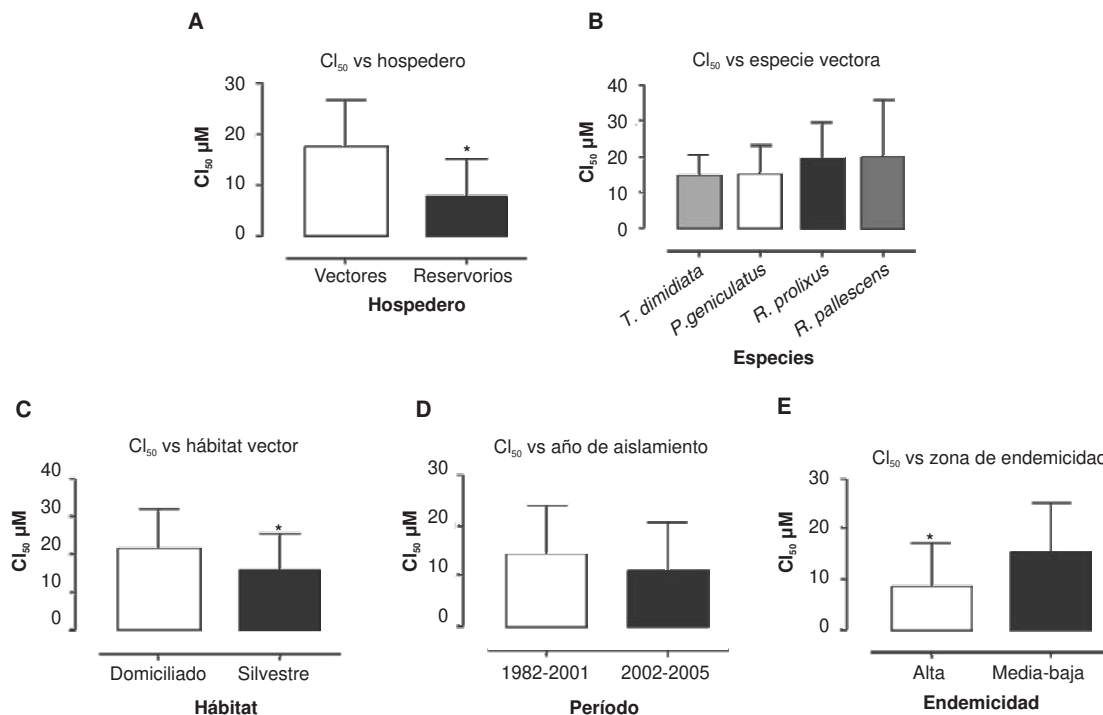 A
CI₅₀ vs hospedero
CI₅₀ µM
30
20
10
0
*
Vectores Reservorios
Hospedero
B
CI₅₀ vs especie vectora
CI₅₀ µM
40
30
20
10
0
T. dimidiata
P.geniculatus
R. prolixus
R. pallescens
Especies
C
CI₅₀ vs hábitat vector
CI₅₀ µM
40
30
20
10
0
*
Domiciliado Silvestre
Hábitat
D
CI₅₀ vs año de aislamiento
CI₅₀ µM
30
20
10
0
1982-2001 2002-2005
Período
E
CI₅₀ vs zona de endemicidad
CI₅₀ µM
30
20
10
0
*
Alta Media-baja
Endemicidad